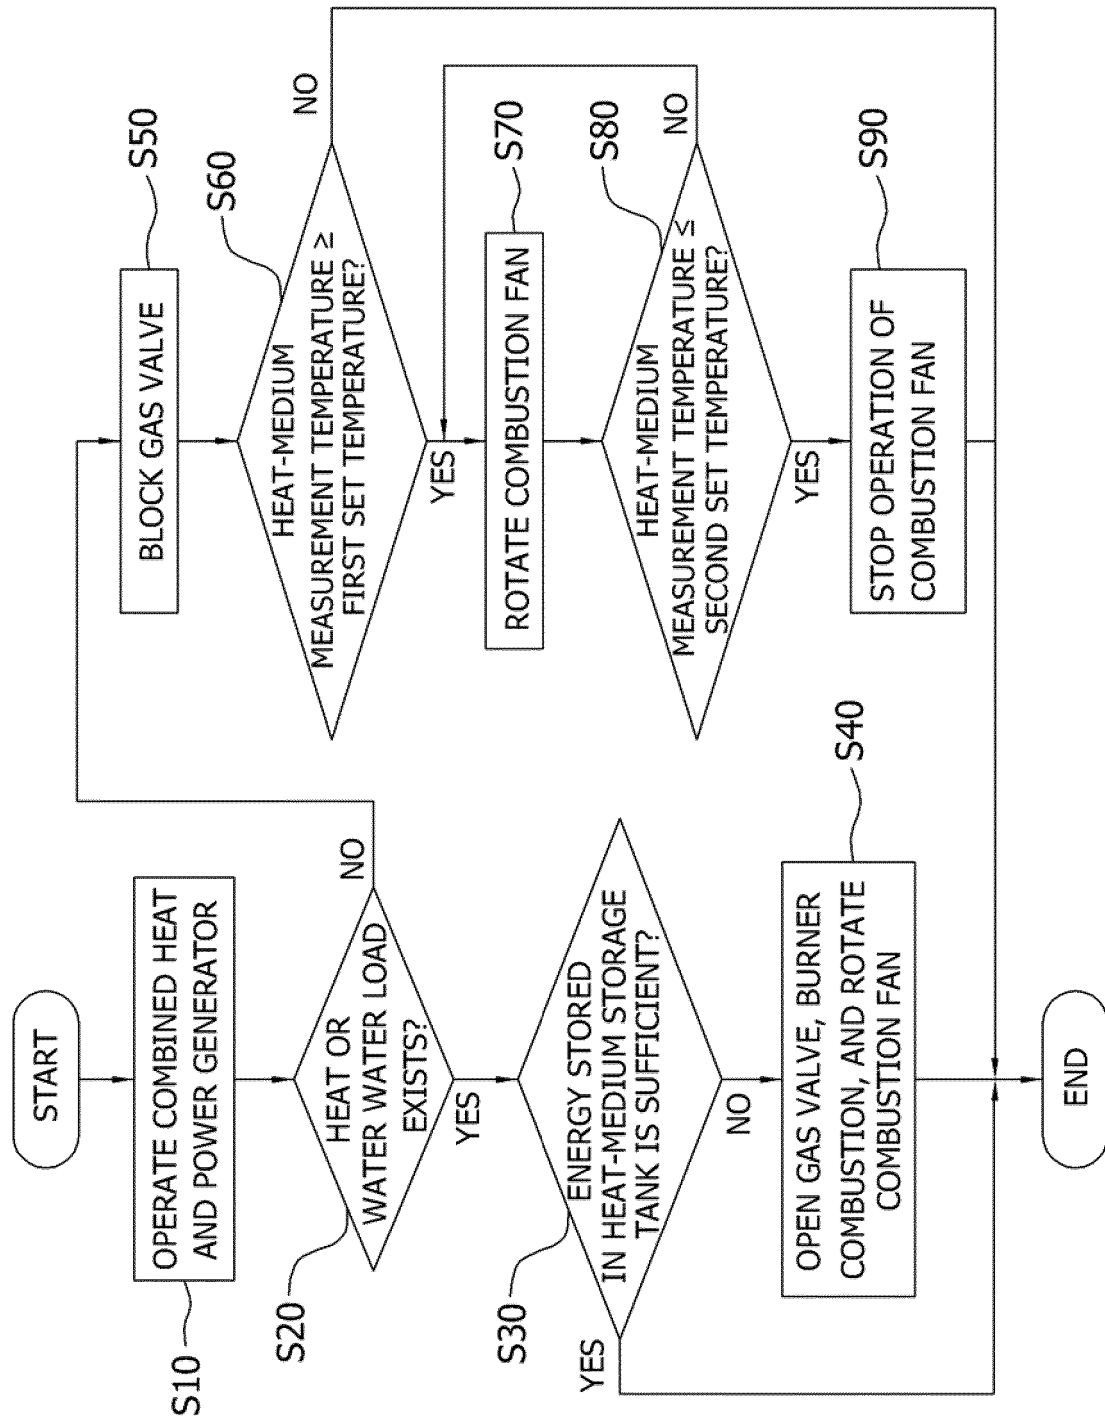 START
OPERATE COMBINED HEAT
AND POWER GENERATOR
S10
HEAT OR
WATER WATER LOAD
EXISTS?
S20
NO
YES
ENERGY STORED
IN HEAT-MEDIUM STORAGE
TANK IS SUFFICIENT?
S30
YES
NO
OPEN GAS VALVE, BURNER
COMBUSTION, AND ROTATE
COMBUSTION FAN
S40
END
BLOCK GAS VALVE
S50
HEAT-MEDIUM
MEASUREMENT TEMPERATURE ≥
FIRST SET TEMPERATURE?
S60
NO
YES
ROTATE COMBUSTION FAN
S70
HEAT-MEDIUM
MEASUREMENT TEMPERATURE ≤
SECOND SET TEMPERATURE?
S80
NO
YES
STOP OPERATION OF
COMBUSTION FAN
S90